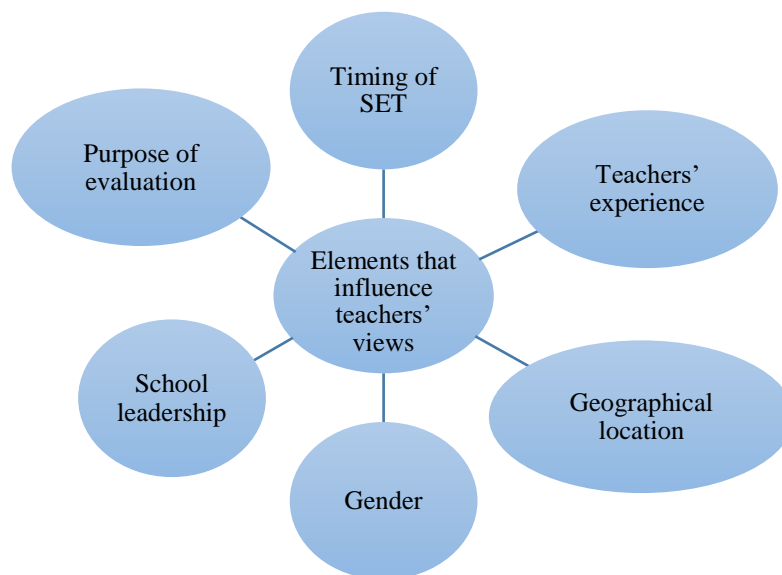 Timing of
SET
Purpose of
evaluation
Teachers’
experience
Elements that
influence
teachers’
views
School
leadership
Geographical
location
Gender